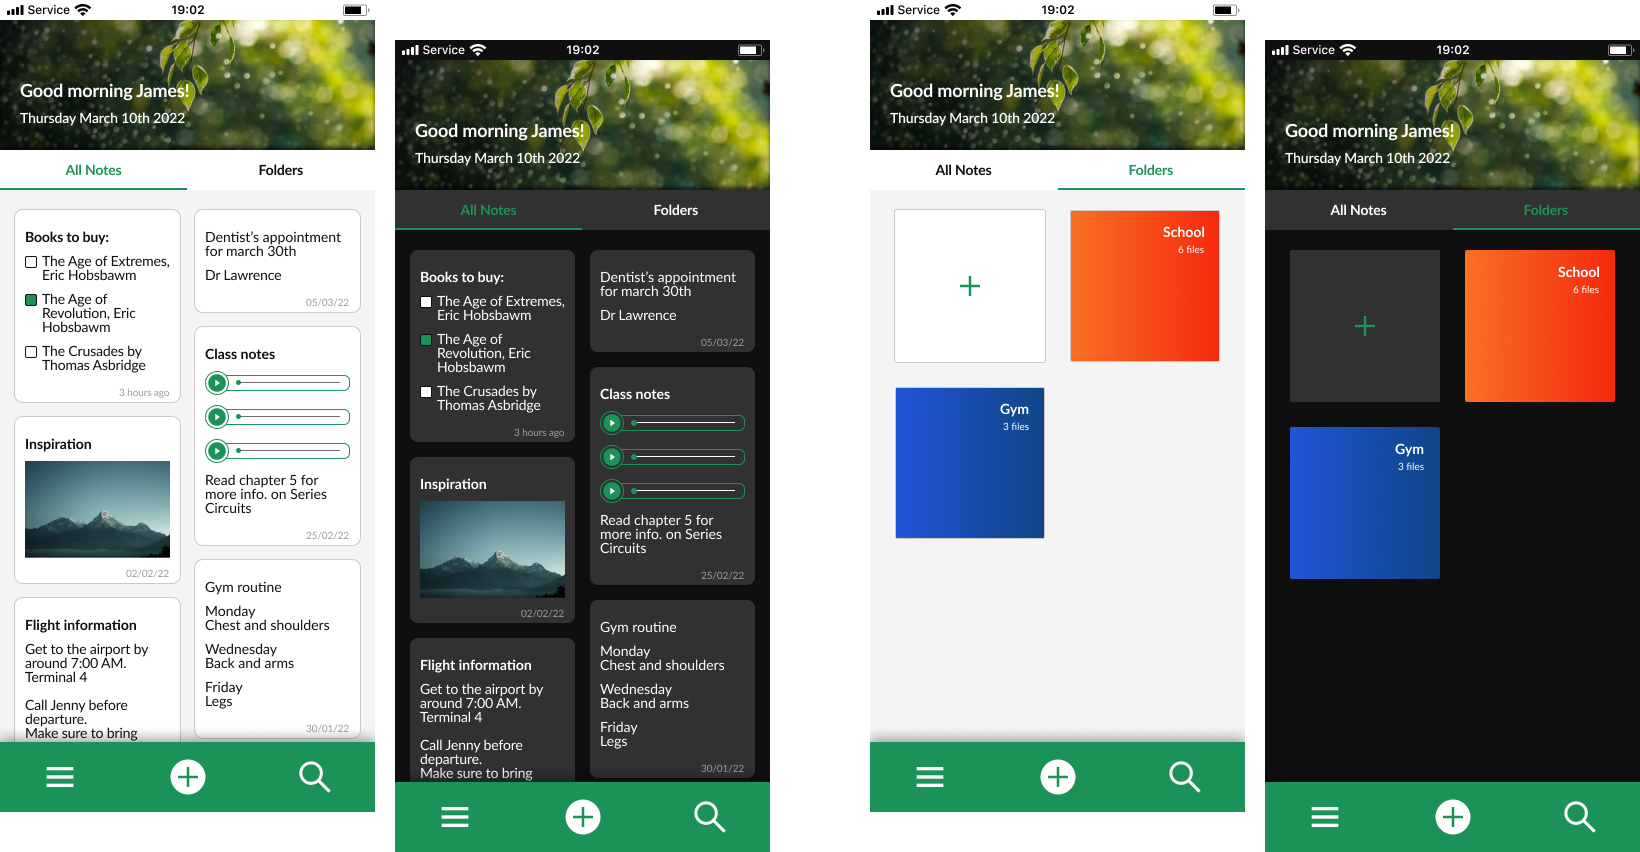 Service
19:02
Good morning James!
Thursday March 10th 2022
All Notes
Folders
Books to buy:
The Age of Extremes,
Eric Hobsbawm
The Age of
Revolution, Eric
Hobsbawm
The Crusades by
Thomas Asbridge
3 hours ago
Inspiration
02/02/22
Flight information
Get to the airport by
around 7:00 AM.
Terminal 4
Call Jenny before
departure.
Make sure to bring
Dentist's appointment
for march 30th
Dr Lawrence
05/03/22
Class notes
Read chapter 5 for
more info. on Series
Circuits
25/02/22
Gym routine
Monday
Chest and shoulders
Wednesday
Back and arms
Friday
Legs
30/01/22
Service
19:02
Good morning James!
Thursday March 10th 2022
All Notes
Folders
Books to buy:
The Age of Extremes,
Eric Hobsbawm
The Age of
Revolution, Eric
Hobsbawm
The Crusades by
Thomas Asbridge
3 hours ago
Inspiration
02/02/22
Flight information
Get to the airport by
around 7:00 AM.
Terminal 4
Call Jenny before
departure.
Make sure to bring
Dentist's appointment
for march 30th
Dr Lawrence
05/03/22
Class notes
Read chapter 5 for
more info. on Series
Circuits
25/02/22
Gym routine
Monday
Chest and shoulders
Wednesday
Back and arms
Friday
Legs
30/01/22
Service
19:02
Good morning James!
Thursday March 10th 2022
All Notes
Folders
School
6 files
Gym
3 files
Service
19:02
Good morning James!
Thursday March 10th 2022
All Notes
Folders
School
6 files
Gym
3 files